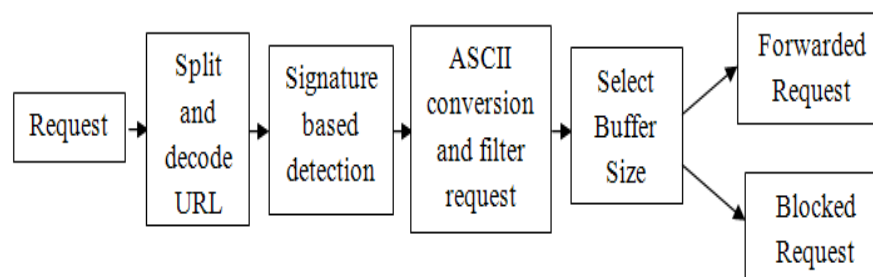 Request
Split
and
decode
URL
Signature
based
detection
ASCII
conversion
and filter
request
Select
Buffer
Size
Forwarded
Request
Blocked
Request